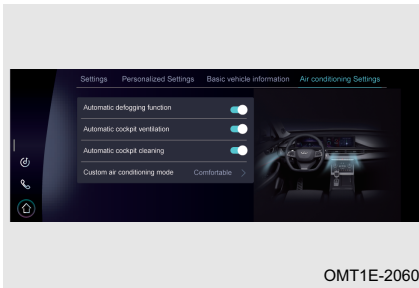 Settings Personalized Settings Basic vehicle information Air conditioning Settings
Automatic defogging function
Automatic cockpit ventilation
Automatic cockpit cleaning
Custom air conditioning mode Comfortable
OMT1E-2060